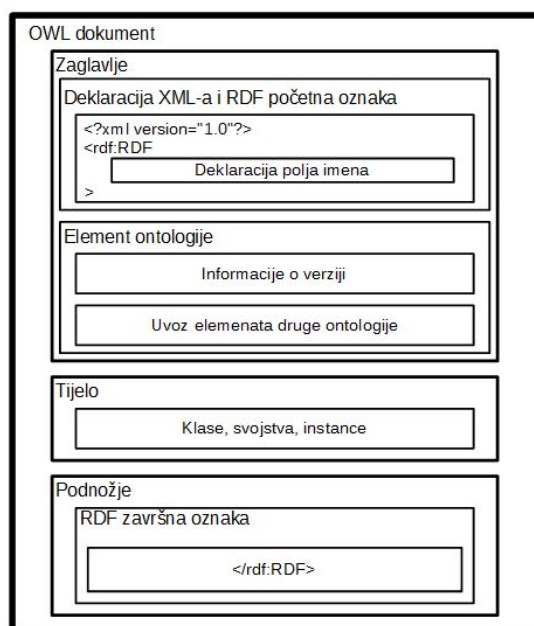 OWL dokument
Zaglavlje
Deklaracija XML-a i RDF početna oznaka
<?xml version="1.0"?>
<rdf:RDF
Deklaracija polja imena
>
Element ontologije
Informacije o verziji
Uvoz elemenata druge ontologije
Tijelo
Klase, svojstva, instance
Podnožje
RDF završna oznaka
</rdf:RDF>